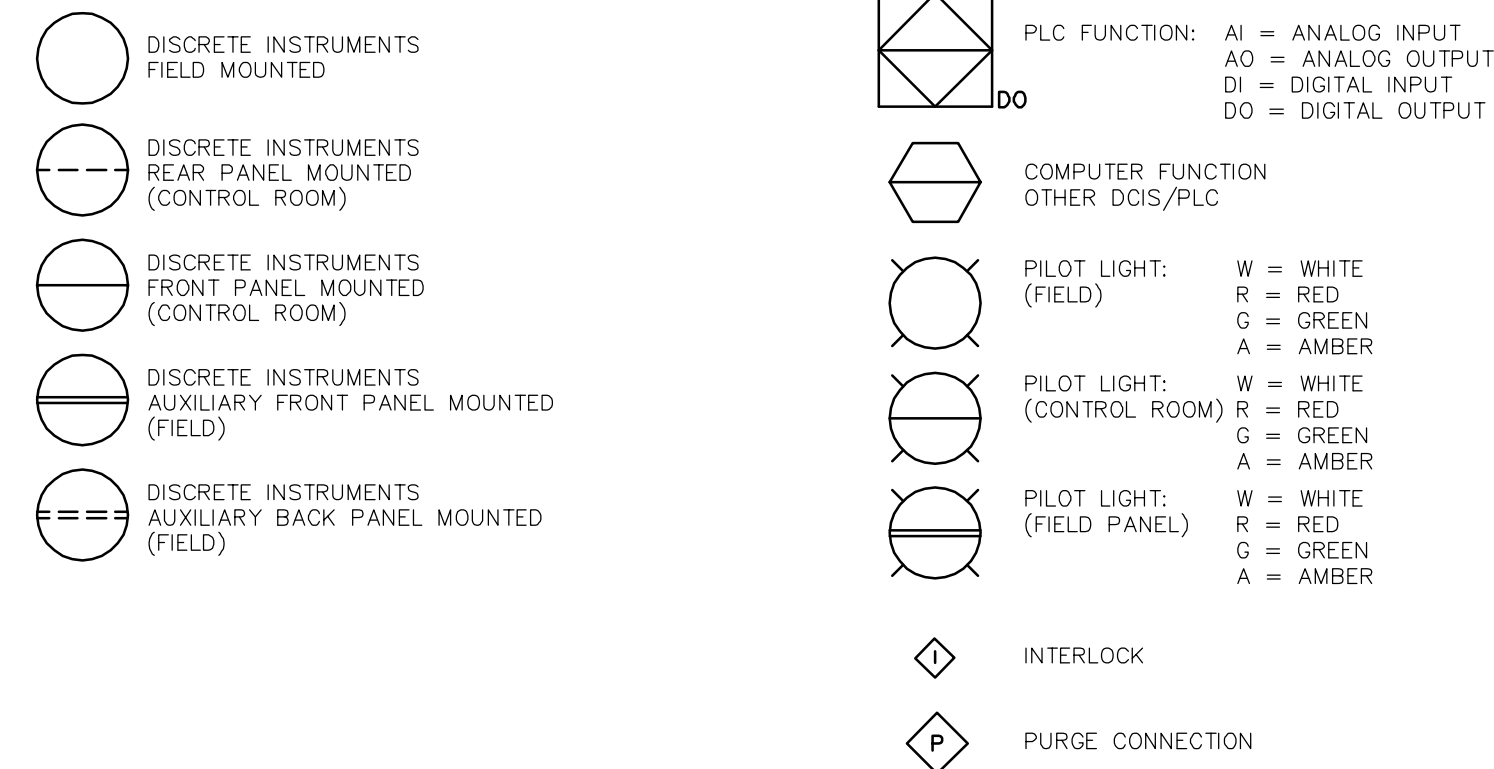 DISCRETE INSTRUMENTS
FIELD MOUNTED
DISCRETE INSTRUMENTS
REAR PANEL MOUNTED
(CONTROL ROOM)
DISCRETE INSTRUMENTS
FRONT PANEL MOUNTED
(CONTROL ROOM)
DISCRETE INSTRUMENTS
AUXILIARY FRONT PANEL MOUNTED
(FIELD)
DISCRETE INSTRUMENTS
AUXILIARY BACK PANEL MOUNTED
(FIELD)
PLC FUNCTION: AI = ANALOG INPUT
AO = ANALOG OUTPUT
DI = DIGITAL INPUT
DO
DO = DIGITAL OUTPUT
COMPUTER FUNCTION
OTHER DCIS/PLC
PILOT LIGHT: W = WHITE
(FIELD) R = RED
G = GREEN
A = AMBER
PILOT LIGHT: W = WHITE
(CONTROL ROOM) R = RED
G = GREEN
A = AMBER
PILOT LIGHT: W = WHITE
(FIELD PANEL) R = RED
G = GREEN
A = AMBER
I INTERLOCK
P PURGE CONNECTION